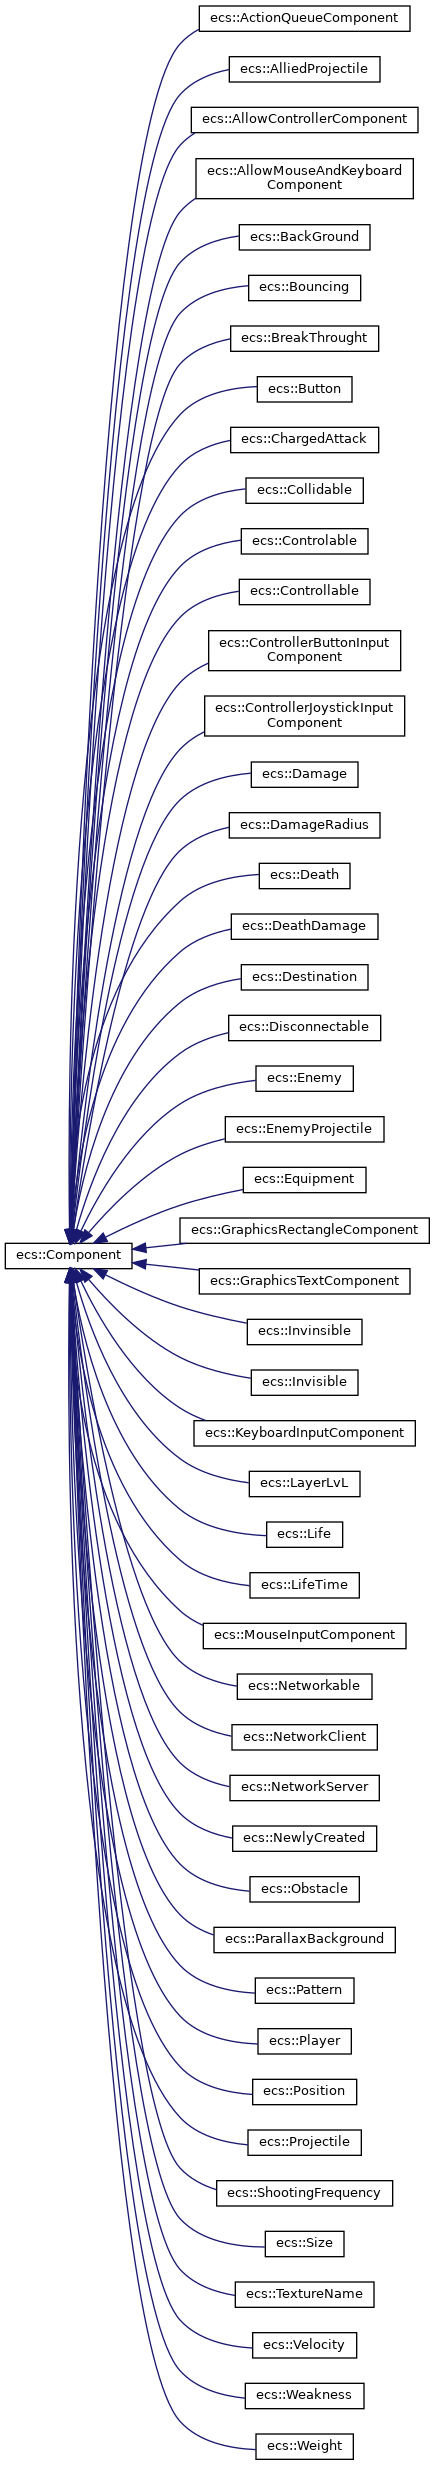 ecs::ActionQueueComponent
ecs::AlliedProjectile
ecs::AllowControllerComponent
ecs::AllowMouseAndKeyboard
Component
ecs::BackGround
ecs::Bouncing
ecs::BreakThrought
ecs::Button
ecs::ChargedAttack
ecs::Collidable
ecs::Controlable
ecs::Controllable
ecs::ControllerButtonInput
Component
ecs::ControllerJoystickInput
Component
ecs::Damage
ecs::DamageRadius
ecs::Death
ecs::DeathDamage
ecs::Destination
ecs::Disconnectable
ecs::Enemy
ecs::EnemyProjectile
ecs::Equipment
ecs::GraphicsRectangleComponent
ecs::Component
ecs::GraphicsTextComponent
ecs::Invinsible
ecs::Invisible
ecs::KeyboardInputComponent
ecs::LayerLvL
ecs::Life
ecs::LifeTime
ecs::MouseInputComponent
ecs::Networkable
ecs::NetworkClient
ecs::NetworkServer
ecs::NewlyCreated
ecs::Obstacle
ecs::ParallaxBackground
ecs::Pattern
ecs::Player
ecs::Position
ecs::Projectile
ecs::ShootingFrequency
ecs::Size
ecs::TextureName
ecs::Velocity
ecs::Weakness
ecs::Weight